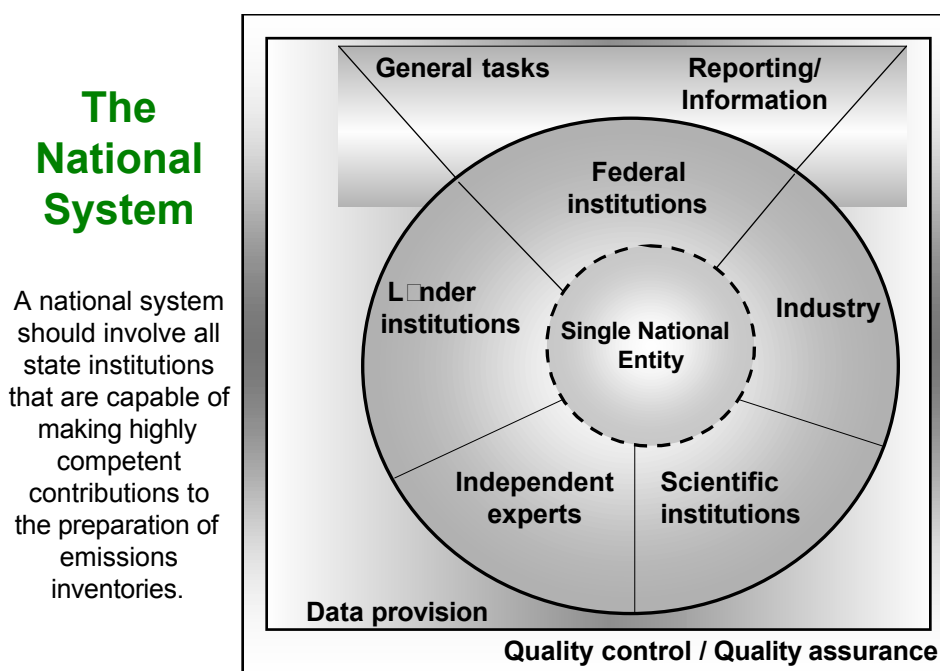 The
National
System
A national system
should involve all
state institutions
that are capable of
making highly
competent
contributions to
the preparation of
emissions
inventories.
General tasks
Reporting/
Information
Federal
institutions
L□nder
institutions
Industry
Single National
Entity
Independent
experts
Scientific
institutions
Data provision
Quality control / Quality assurance